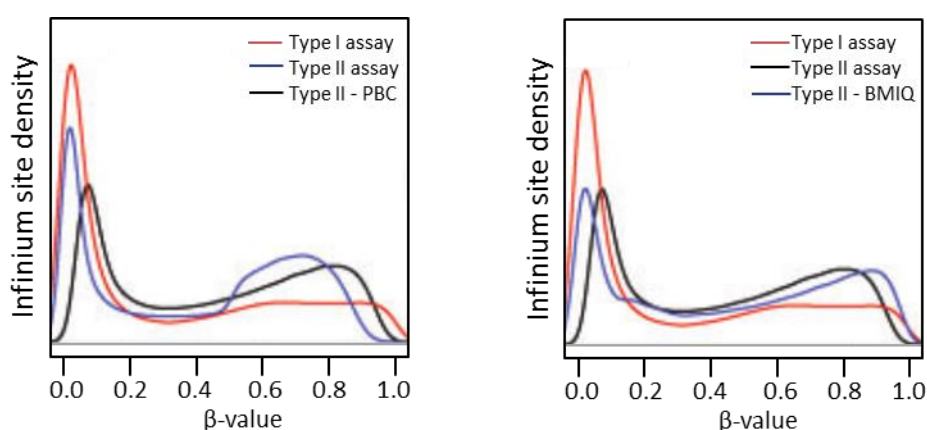 Type I assay
Type II assay
Type II - PBC
Infinium site density
0.0 0.2 0.4 0.6 0.8 1.0
β-value
Type I assay
Type II assay
Type II - BMIQ
Infinium site density
0.0 0.2 0.4 0.6 0.8 1.0
β-value